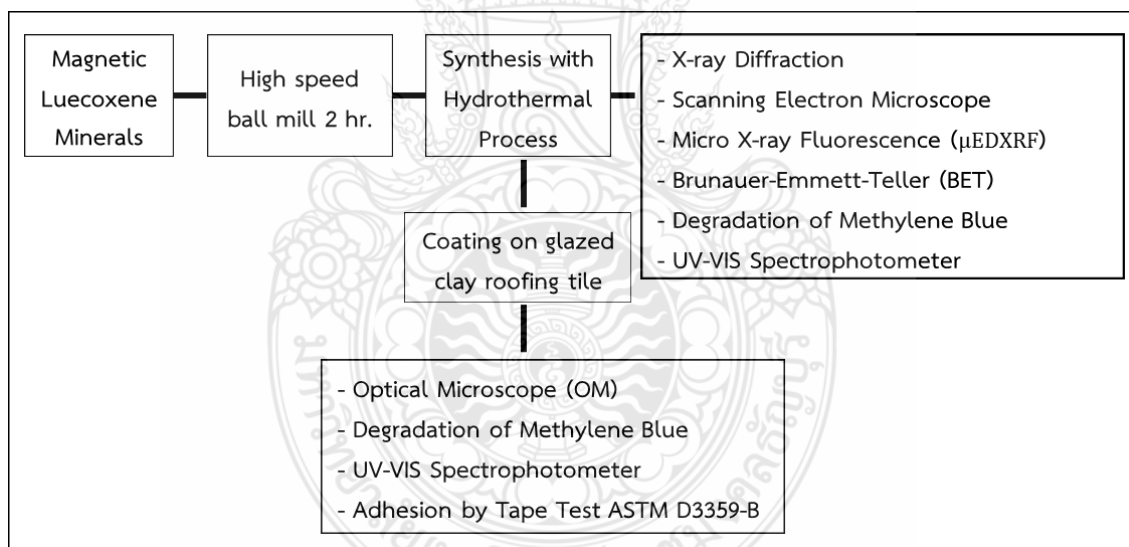 Magnetic
Luecoxene
Minerals
High speed
ball mill 2 hr.
Synthesis with
Hydrothermal
Process
- X-ray Diffraction
- Scanning Electron Microscope
- Micro X-ray Fluorescence (μEDXRF)
- Brunauer-Emmett-Teller (BET)
- Degradation of Methylene Blue
- UV-VIS Spectrophotometer
Coating on glazed
clay roofing tile
- Optical Microscope (OM)
- Degradation of Methylene Blue
- UV-VIS Spectrophotometer
- Adhesion by Tape Test ASTM D3359-B